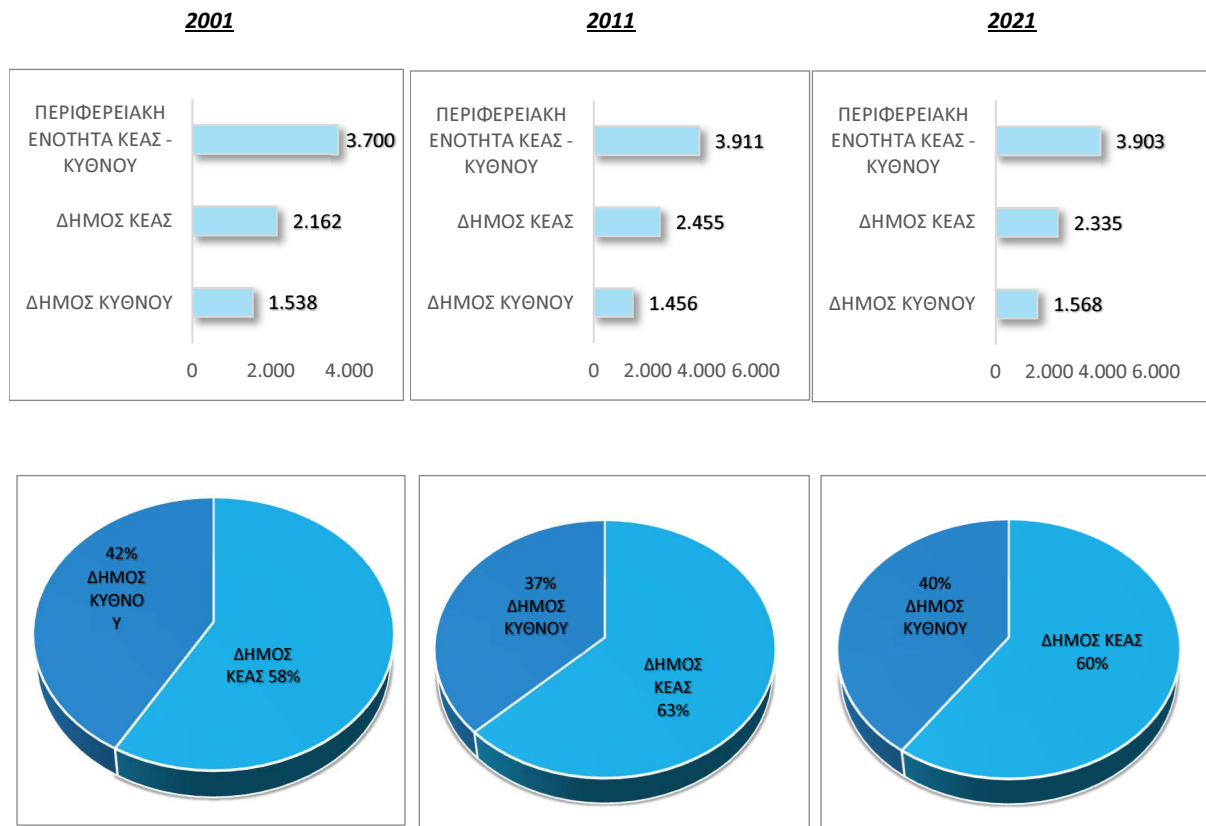 2001
2011
2021
ΠΕΡΙΦΕΡΕΙΑΚΗ
ΕΝΟΤΗΤΑ ΚΕΑΣ -
ΚΥΘΝΟΥ
3.700
ΔΗΜΟΣ ΚΕΑΣ
2.162
ΔΗΜΟΣ ΚΥΘΝΟΥ
1.538
0 2.000 4.000
ΠΕΡΙΦΕΡΕΙΑΚΗ
ΕΝΟΤΗΤΑ ΚΕΑΣ -
ΚΥΘΝΟΥ
3.911
ΔΗΜΟΣ ΚΕΑΣ
2.455
ΔΗΜΟΣ ΚΥΘΝΟΥ
1.456
0 2.000 4.000 6.000
ΠΕΡΙΦΕΡΕΙΑΚΗ
ΕΝΟΤΗΤΑ ΚΕΑΣ -
ΚΥΘΝΟΥ
3.903
ΔΗΜΟΣ ΚΕΑΣ
2.335
ΔΗΜΟΣ ΚΥΘΝΟΥ
1.568
0 2.000 4.000 6.000
42%
ΔΗΜΟΣ
ΚΥΘΝΟ
Υ
ΔΗΜΟΣ
ΚΕΑΣ 58%
37%
ΔΗΜΟΣ
ΚΥΘΝΟΥ
ΔΗΜΟΣ
ΚΕΑΣ
63%
40%
ΔΗΜΟΣ
ΚΥΘΝΟΥ
ΔΗΜΟΣ ΚΕΑΣ
60%